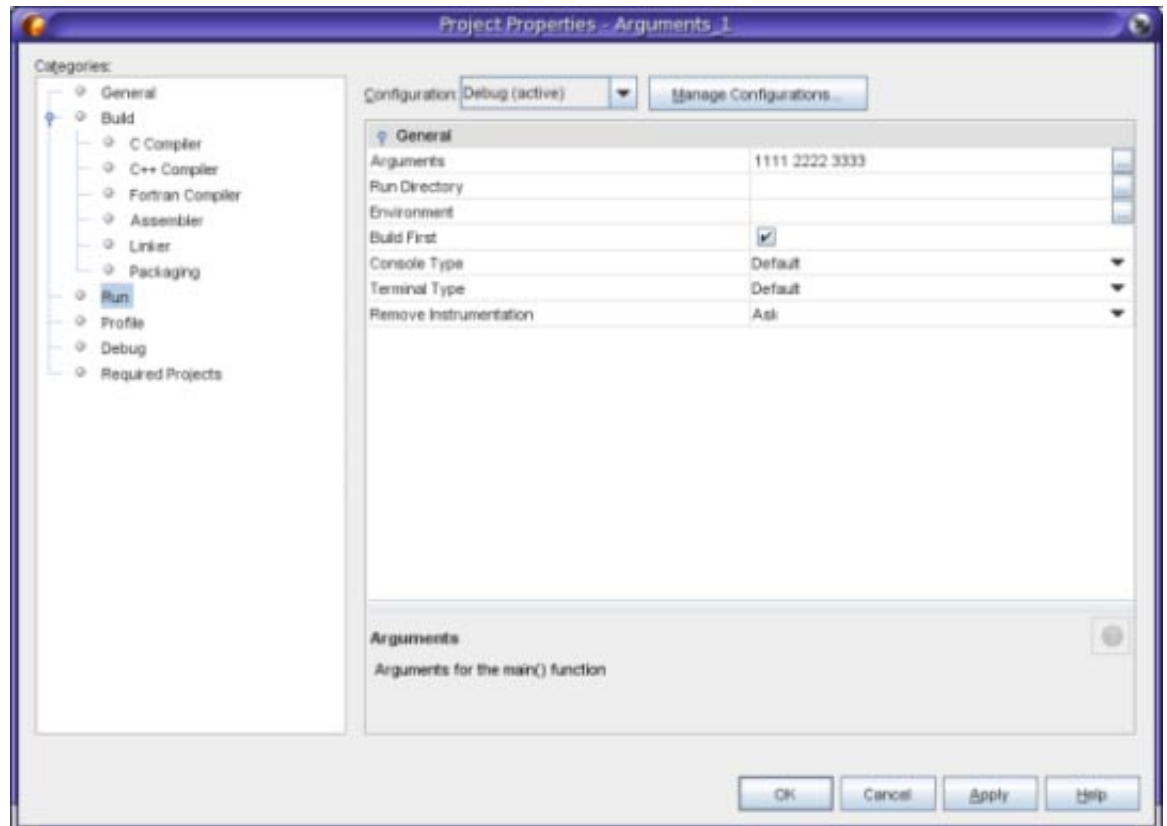 Project Properties - Arguments_1
Categories:
General
Build
C Compiler
C++ Compiler
Fortran Compiler
Assembler
Linker
Packaging
Run
Profile
Debug
Required Projects
Configuration: Debug (active)
Manage Configurations...
General
Arguments 1111 2222 3333
Run Directory
Environment
Build First
Console Type Default
Terminal Type Default
Remove Instrumentation Ask
Arguments
Arguments for the main() function
OK Cancel Apply Help